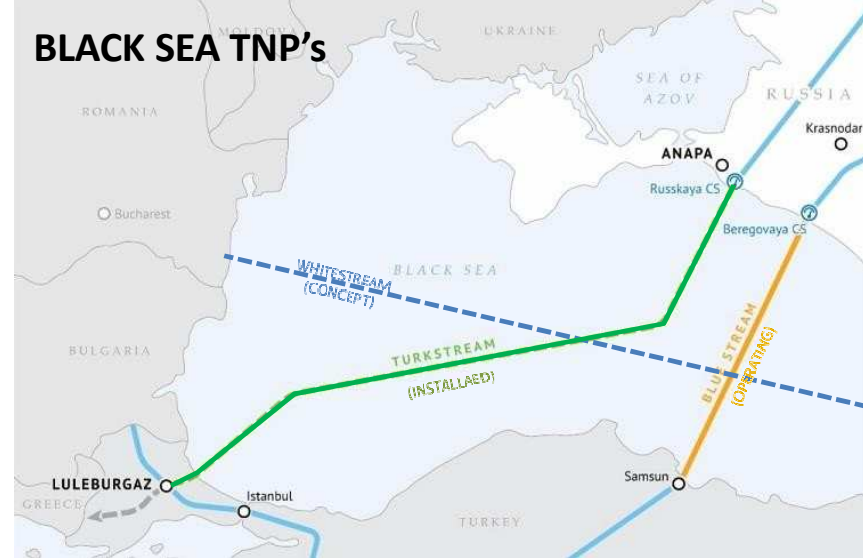 BLACK SEA TNP's
MOLDOVA
UKRAINE
SEA OF
AZOV
RUSSIA
ROMANIA
Krasnodar
ANAPA
Russkaya CS
Bucharest
Beregovaya CS
WHITESTREAM
(CONCEPT)
BLACK SEA
BULGARIA
TURKSTREAM
(INSTALLAED)
BLUE STREAM
(OPERATING)
LULEBURGAZ
Samsun
Istanbul
GREECE
TURKEY